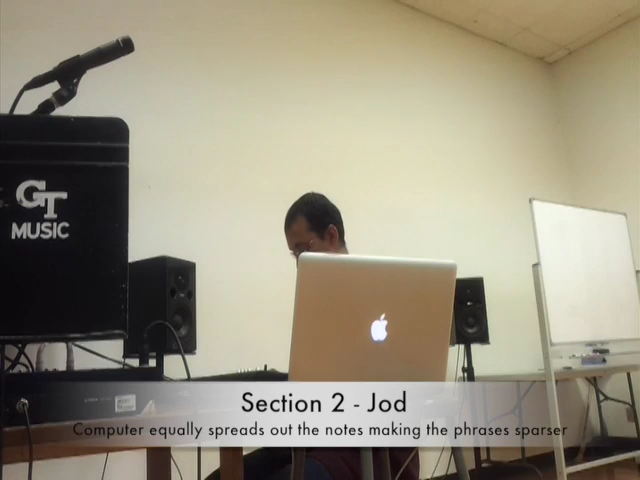 GT
MUSIC
Section 2 - Jod
Computer equally spreads out the notes making the phrases sparser